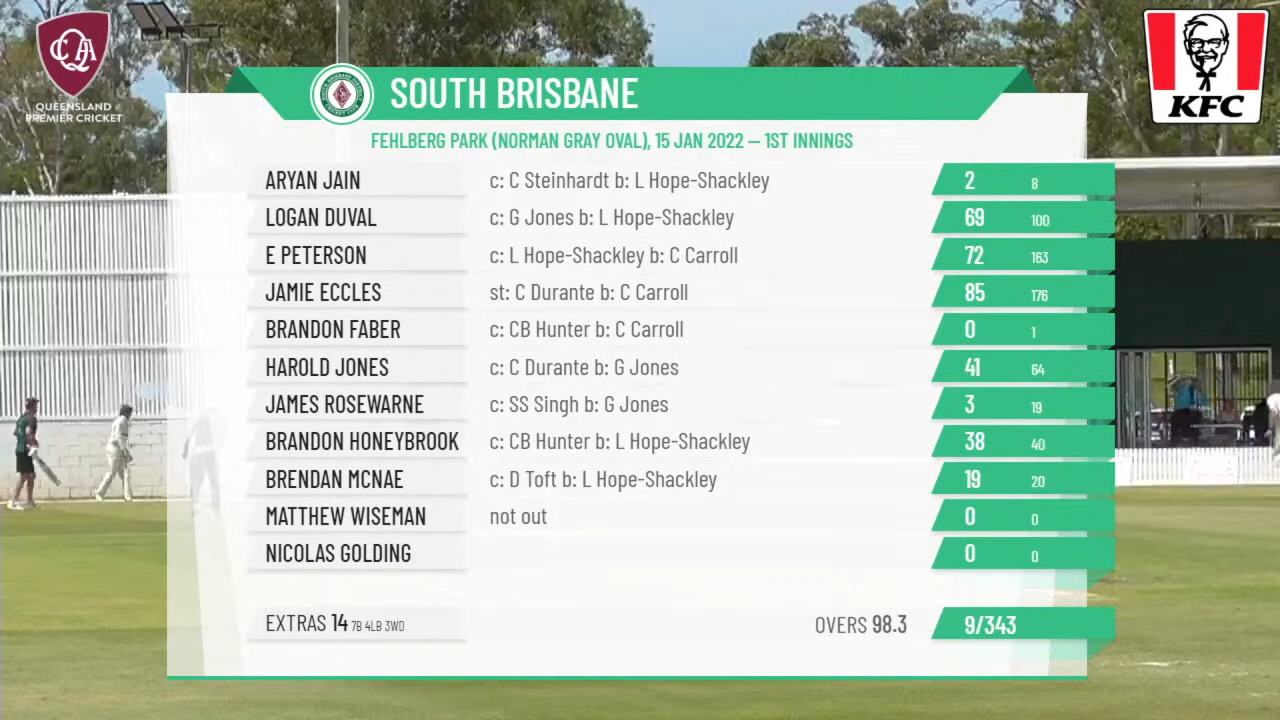 QUEENSLAND
PREMIER CRICKET
KFC
SOUTH BRISBANE
FEHLBERG PARK (NORMAN GRAY OVAL), 15 JAN 2022 – 1ST INNINGS
ARYAN JAIN c: C Steinhardt b: L Hope-Shackley 2 8
LOGAN DUVAL c: G Jones b: L Hope-Shackley 69 100
E PETERSON c: L Hope-Shackley b: C Carroll 72 163
JAMIE ECCLES st: C Durante b: C Carroll 85 176
BRANDON FABER c: CB Hunter b: C Carroll 0 1
HAROLD JONES c: C Durante b: G Jones 41 64
JAMES ROSEWARNE c: SS Singh b: G Jones 3 19
BRANDON HONEYBROOK c: CB Hunter b: L Hope-Shackley 38 40
BRENDAN MCNAE c: D Toft b: L Hope-Shackley 19 20
MATTHEW WISEMAN not out 0 0
NICOLAS GOLDING 0 0
EXTRAS 14 7B 4LB 3WD OVERS 98.3 9/343